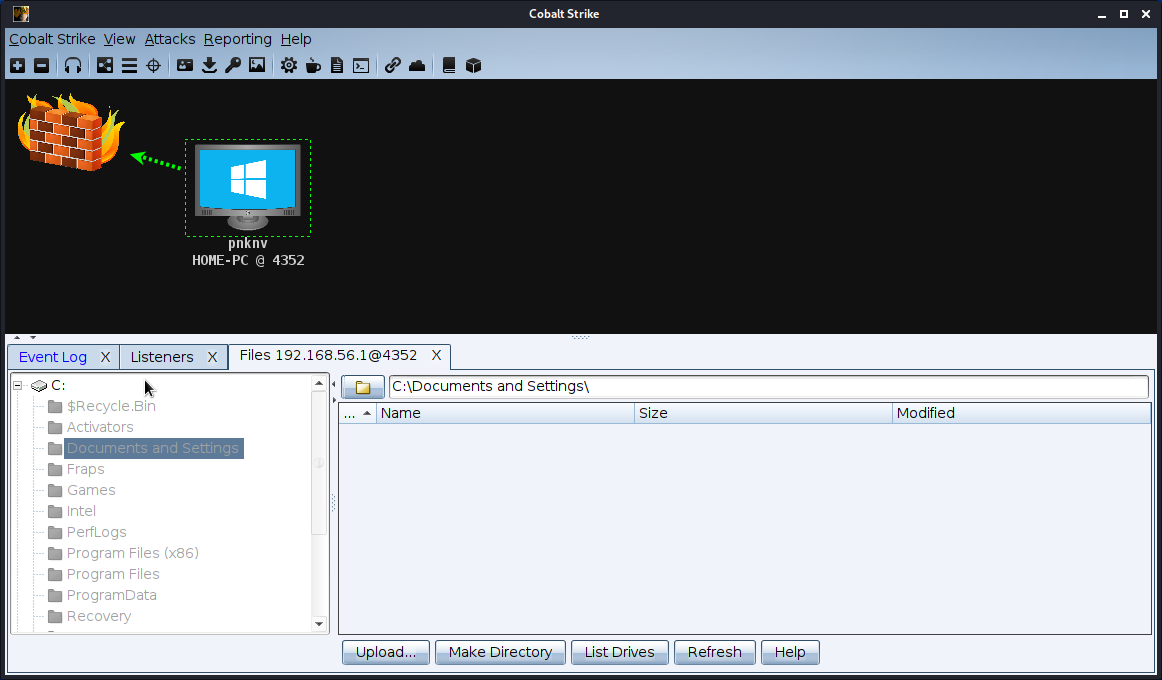 Cobalt Strike
Cobalt Strike View Attacks Reporting Help
pnknv
HOME-PC @ 4352
Event Log X Listeners X Files 192.168.56.1@4352 X
C:
$Recycle.Bin
Activators
Documents and Settings
Fraps
Games
Intel
PerfLogs
Program Files (x86)
Program Files
ProgramData
Recovery
C:\Documents and Settings\
... Name Size Modified
Upload... Make Directory List Drives Refresh Help